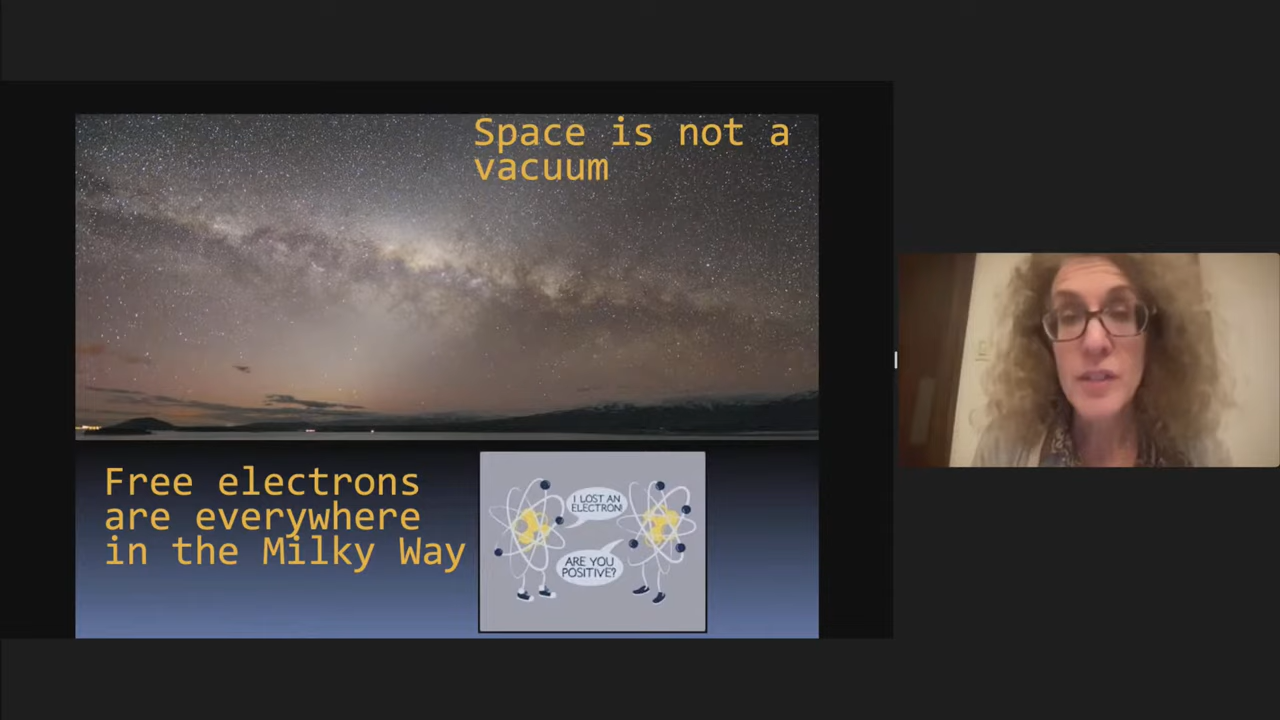 Space is not a
vacuum
Free electrons
are everywhere
in the Milky Way
I LOST AN
ELECTRON!
ARE YOU
POSITIVE?